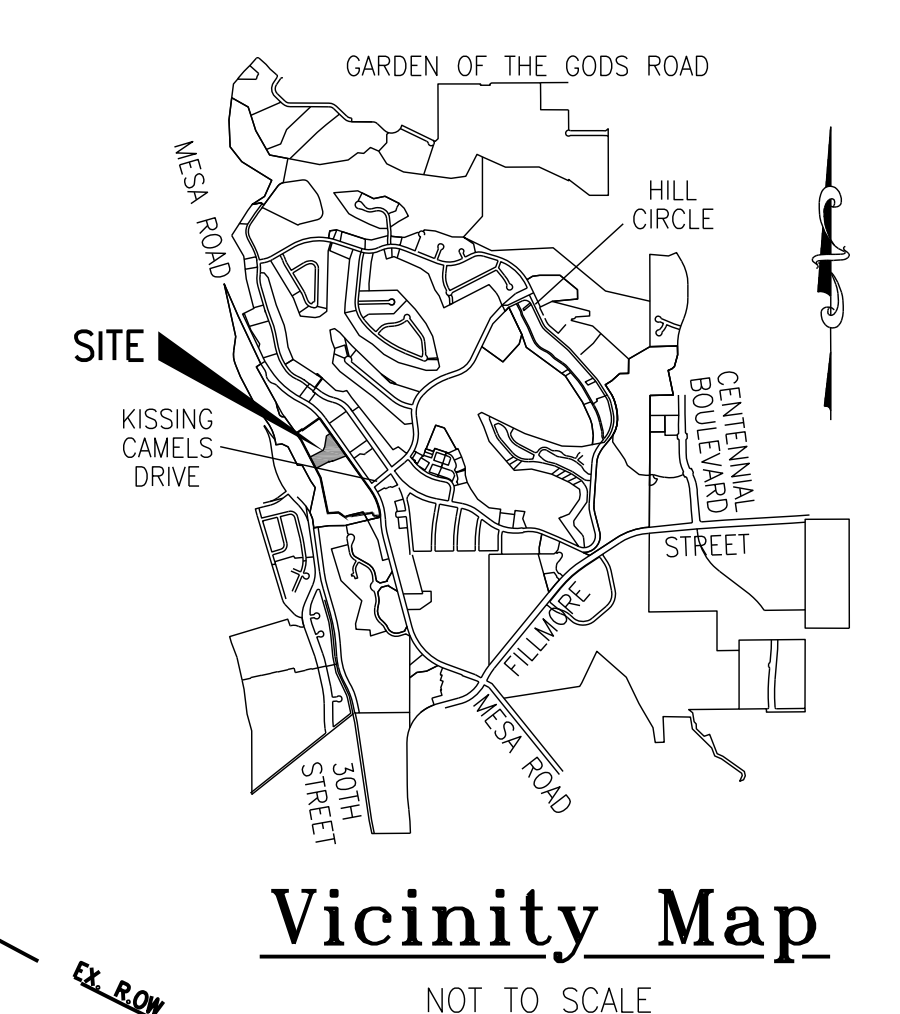 GARDEN OF THE GODS ROAD
MESA ROAD
HILL
CIRCLE
SITE
KISSING
CAMELS
DRIVE
CENTENNIAL
BOULEVARD
STREET
FILLMORE
MESA ROAD
30TH
STREET
Vicinity Map
NOT TO SCALE
EX. R.OW